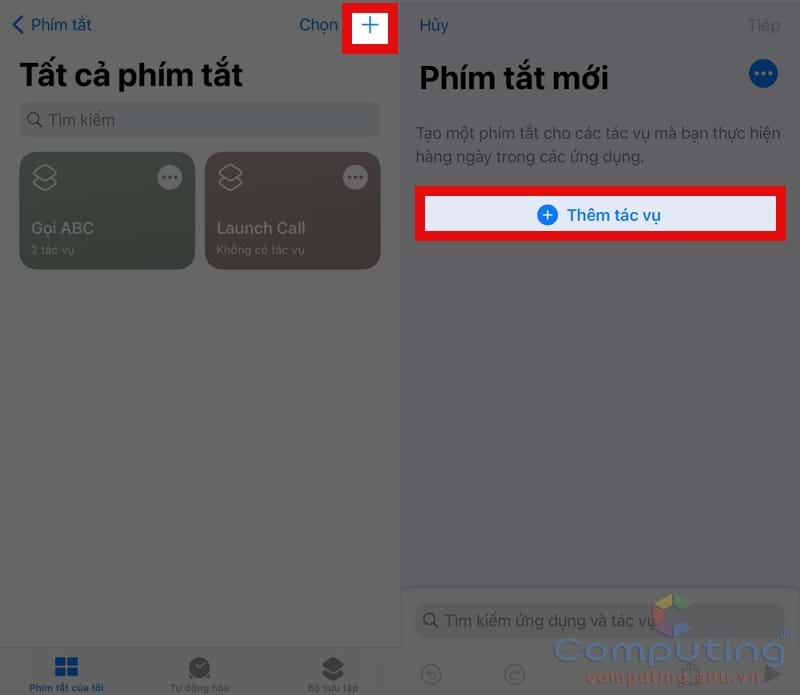 Phím tắt
Chọn
Tất cả phím tắt
Tìm kiếm
Gọi ABC
2 tác vụ
Launch Call
Không có tác vụ
Phím tắt của tôi
Tự động hóa
Bộ sưu tập
Hủy
Tiếp
Phím tắt mới
Tạo một phím tắt cho các tác vụ mà bạn thực hiện
hàng ngày trong các ứng dụng.
Thêm tác vụ
Tìm kiếm ứng dụng và tác vụ
Computing®
computing.edu.vn